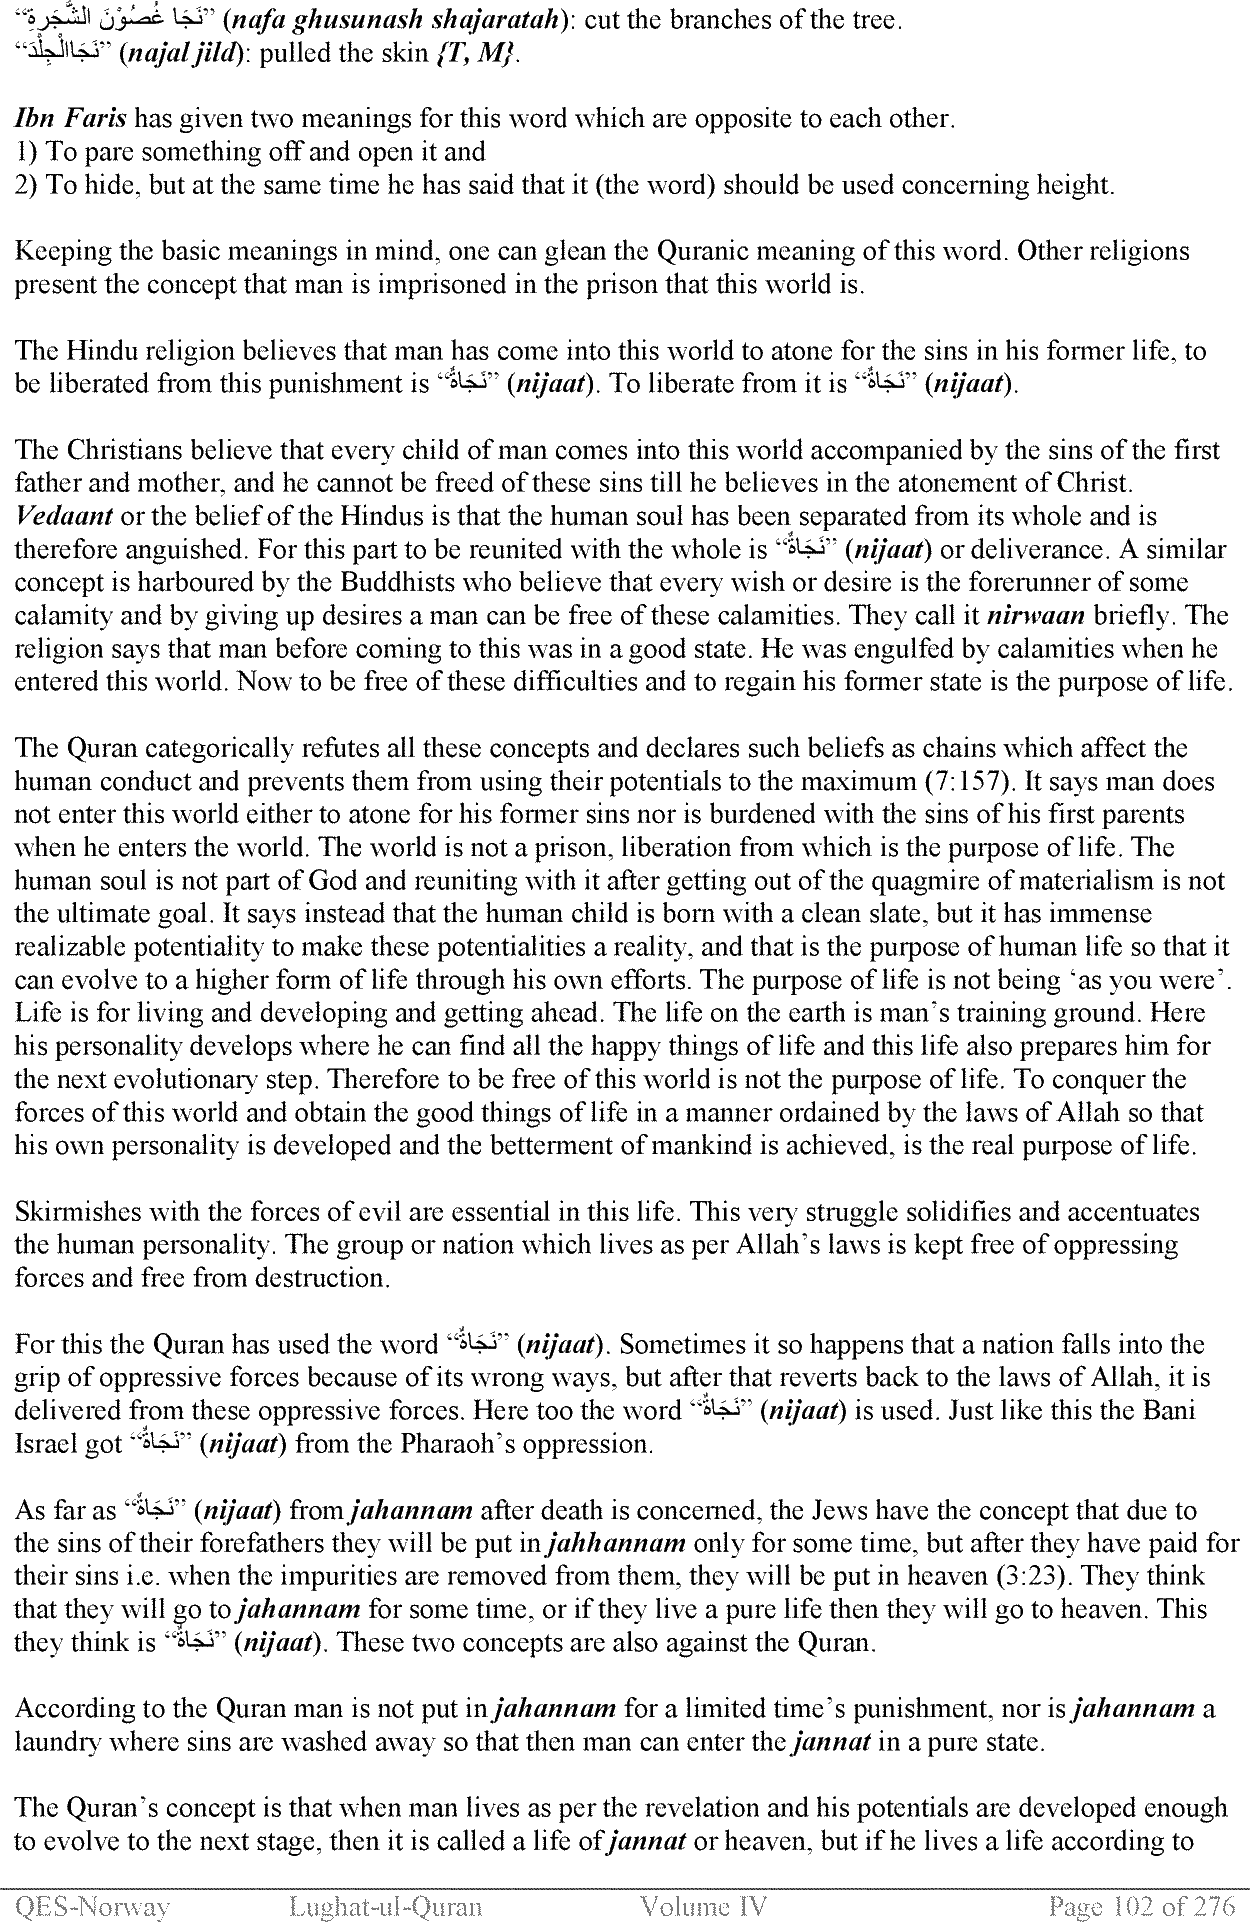 “نَجَا غُصُوْنَ الشَّجَرةِ” (nafa ghusunash shajaratah): cut the branches of the tree.
“نَجَاالْجِلْدَ” (najal jild): pulled the skin {T, M}.
Ibn Faris has given two meanings for this word which are opposite to each other.
1) To pare something off and open it and
2) To hide, but at the same time he has said that it (the word) should be used concerning height.
Keeping the basic meanings in mind, one can glean the Quranic meaning of this word. Other religions
present the concept that man is imprisoned in the prison that this world is.
The Hindu religion believes that man has come into this world to atone for the sins in his former life, to
be liberated from this punishment is “نَجَاةٌ” (nijaat). To liberate from it is “نَجَاةٌ” (nijaat).
The Christians believe that every child of man comes into this world accompanied by the sins of the first
father and mother, and he cannot be freed of these sins till he believes in the atonement of Christ.
Vedaant or the belief of the Hindus is that the human soul has been separated from its whole and is
therefore anguished. For this part to be reunited with the whole is “نَجَاةٌ” (nijaat) or deliverance. A similar
concept is harboured by the Buddhists who believe that every wish or desire is the forerunner of some
calamity and by giving up desires a man can be free of these calamities. They call it nirwaan briefly. The
religion says that man before coming to this was in a good state. He was engulfed by calamities when he
entered this world. Now to be free of these difficulties and to regain his former state is the purpose of life.
The Quran categorically refutes all these concepts and declares such beliefs as chains which affect the
human conduct and prevents them from using their potentials to the maximum (7:157). It says man does
not enter this world either to atone for his former sins nor is burdened with the sins of his first parents
when he enters the world. The world is not a prison, liberation from which is the purpose of life. The
human soul is not part of God and reuniting with it after getting out of the quagmire of materialism is not
the ultimate goal. It says instead that the human child is born with a clean slate, but it has immense
realizable potentiality to make these potentialities a reality, and that is the purpose of human life so that it
can evolve to a higher form of life through his own efforts. The purpose of life is not being ‘as you were’.
Life is for living and developing and getting ahead. The life on the earth is man’s training ground. Here
his personality develops where he can find all the happy things of life and this life also prepares him for
the next evolutionary step. Therefore to be free of this world is not the purpose of life. To conquer the
forces of this world and obtain the good things of life in a manner ordained by the laws of Allah so that
his own personality is developed and the betterment of mankind is achieved, is the real purpose of life.
Skirmishes with the forces of evil are essential in this life. This very struggle solidifies and accentuates
the human personality. The group or nation which lives as per Allah’s laws is kept free of oppressing
forces and free from destruction.
For this the Quran has used the word “نَجَاةٌ” (nijaat). Sometimes it so happens that a nation falls into the
grip of oppressive forces because of its wrong ways, but after that reverts back to the laws of Allah, it is
delivered from these oppressive forces. Here too the word “نَجَاةٌ” (nijaat) is used. Just like this the Bani
Israel got “نَجَاةٌ” (nijaat) from the Pharaoh’s oppression.
As far as “نَجَاةٌ” (nijaat) from jahannam after death is concerned, the Jews have the concept that due to
the sins of their forefathers they will be put in jahhannam only for some time, but after they have paid for
their sins i.e. when the impurities are removed from them, they will be put in heaven (3:23). They think
that they will go to jahannam for some time, or if they live a pure life then they will go to heaven. This
they think is “نَجَاةٌ” (nijaat). These two concepts are also against the Quran.
According to the Quran man is not put in jahannam for a limited time’s punishment, nor is jahannam a
laundry where sins are washed away so that then man can enter the jannat in a pure state.
The Quran’s concept is that when man lives as per the revelation and his potentials are developed enough
to evolve to the next stage, then it is called a life of jannat or heaven, but if he lives a life according to
QES-Norway Lughat-ul-Quran Volume IV Page 102 of 276